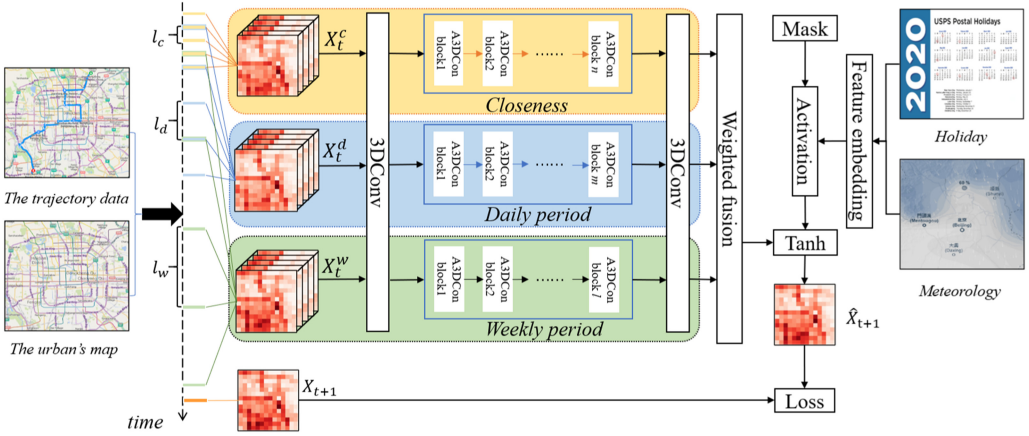 l_c
l_d
l_w
The trajectory data
The urban's map
time
X_t^c
X_t^d
X_t^w
X_{t+1}
3DConv
A3DCon
block1
A3DCon
block2
......
A3DCon
block n
Closeness
A3DCon
block1
A3DCon
block2
......
A3DCon
block m
Daily period
A3DCon
block1
A3DCon
block2
......
A3DCon
block l
Weekly period
3DConv
Weighted fusion
Mask
Activation
Tanh
X̂_{t+1}
Loss
Feature embedding
2020
USPS Postal Holidays
Holiday
Meteorology